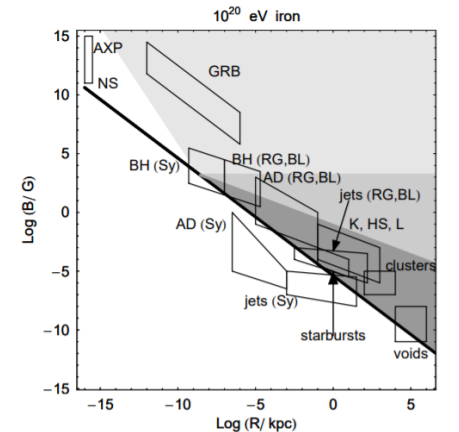 10^20 eV iron
15
AXP
GRB
NS
10
5
BH (Sy)
BH (RG,BL)
AD (RG,BL)
jets (RG,BL)
Log (B/ G)
0
AD (Sy)
K, HS, L
clusters
−5
jets (Sy)
starbursts
−10
voids
−15
−15 −10 −5 0 5
Log (R/ kpc)